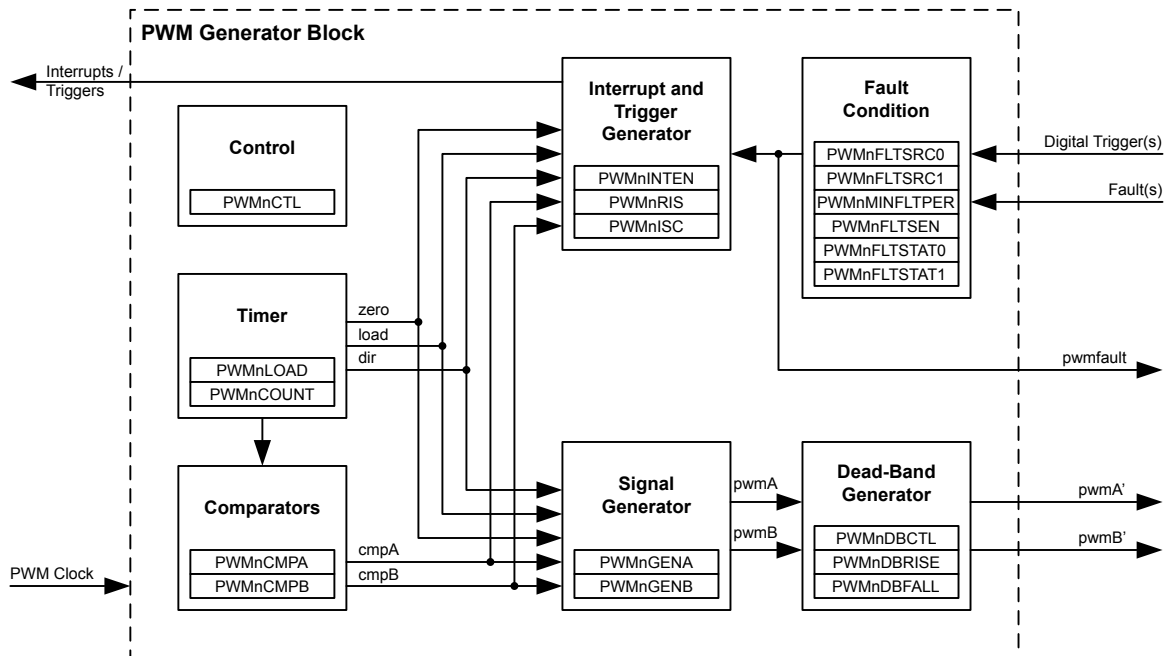 PWM Generator Block
Interrupts /
Triggers
Control
PWMnCTL
Interrupt and
Trigger
Generator
PWMnINTEN
PWMnRIS
PWMnISC
Fault
Condition
PWMnFLTSRC0
PWMnFLTSRC1
PWMnMINFLTPER
PWMnFLTSEN
PWMnFLTSTAT0
PWMnFLTSTAT1
Digital Trigger(s)
Fault(s)
Timer
PWMnLOAD
PWMnCOUNT
zero
load
dir
pwmfault
Comparators
PWMnCMPA
PWMnCMPB
cmpA
cmpB
Signal
Generator
PWMnGENA
PWMnGENB
pwmA
pwmB
Dead-Band
Generator
PWMnDBCTL
PWMnDBRISE
PWMnDBFALL
pwmA’
pwmB’
PWM Clock